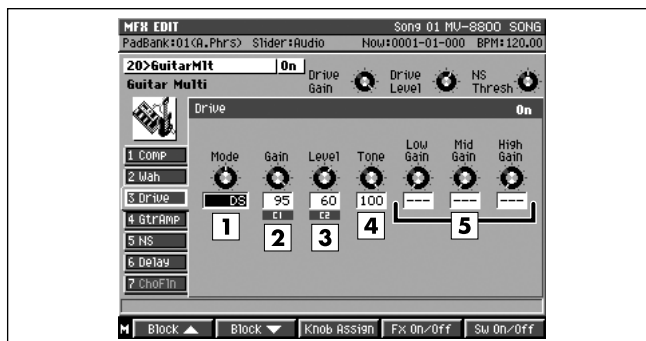 MFX EDIT Song 01 MV-8800 SONG
PadBank:01(A.Phrs) Slider:Audio Now:0001-01-000 BPM:120.00
20>GuitarMlt On
Guitar Multi
Drive Gain
Drive Level
NS Thresh
Drive On
1 Comp
2 Wah
3 Drive
4 GtrAmp
5 NS
6 Delay
7 ChoFln
Mode Gain Level Tone Low Gain Mid Gain High Gain
DS 95 60 100 --- --- ---
C1 C2
1 2 3 4 5
M Block ▲ Block ▼ Knob Assign Fx On/Off Sw On/Off